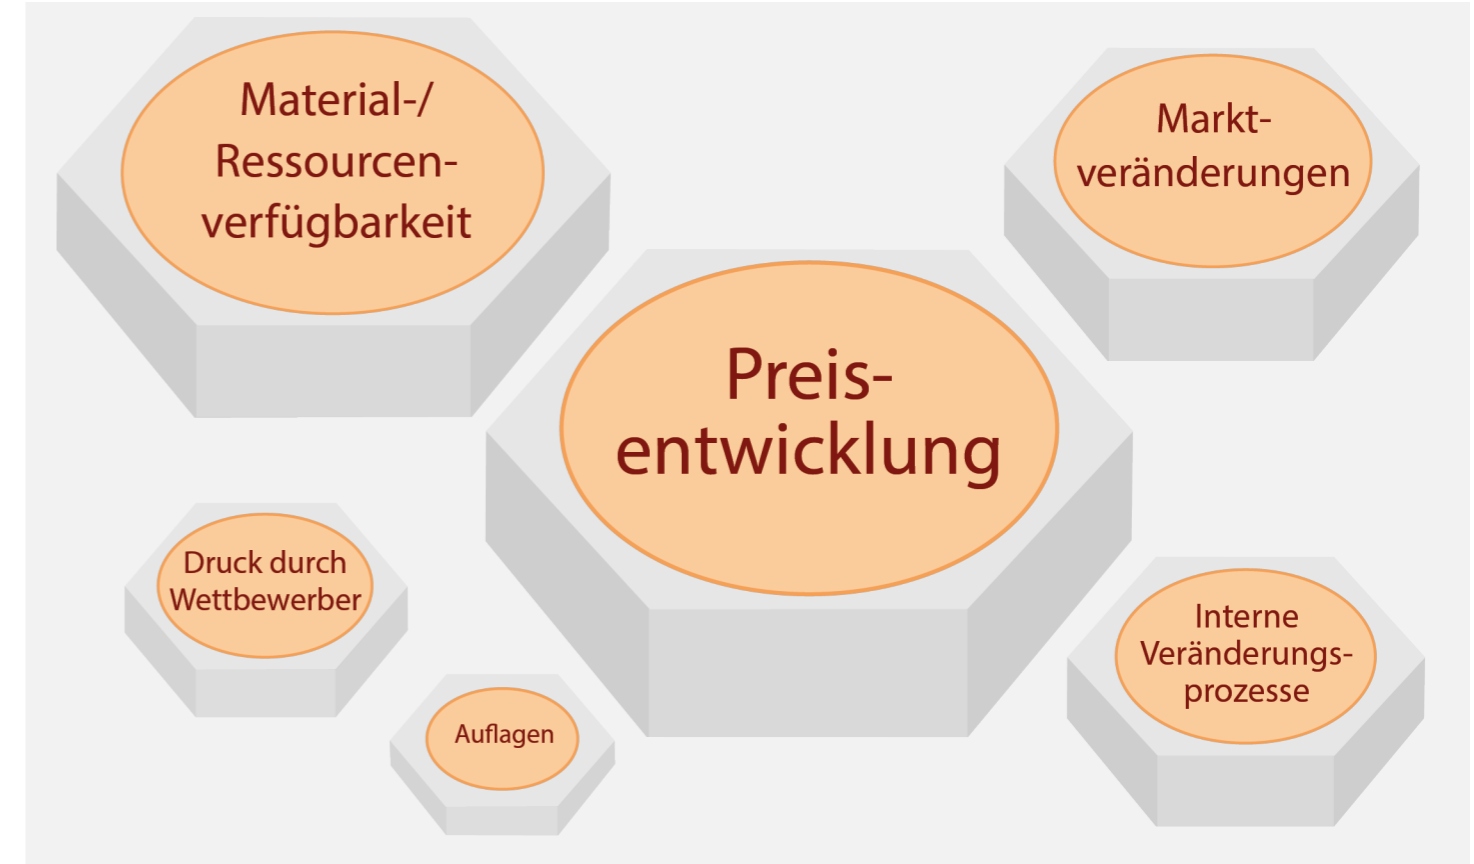 Material-/
Ressourcen-
verfügbarkeit
Markt-
veränderungen
Preis-
entwicklung
Druck durch
Wettbewerber
Interne
Veränderungs-
prozesse
Auflagen